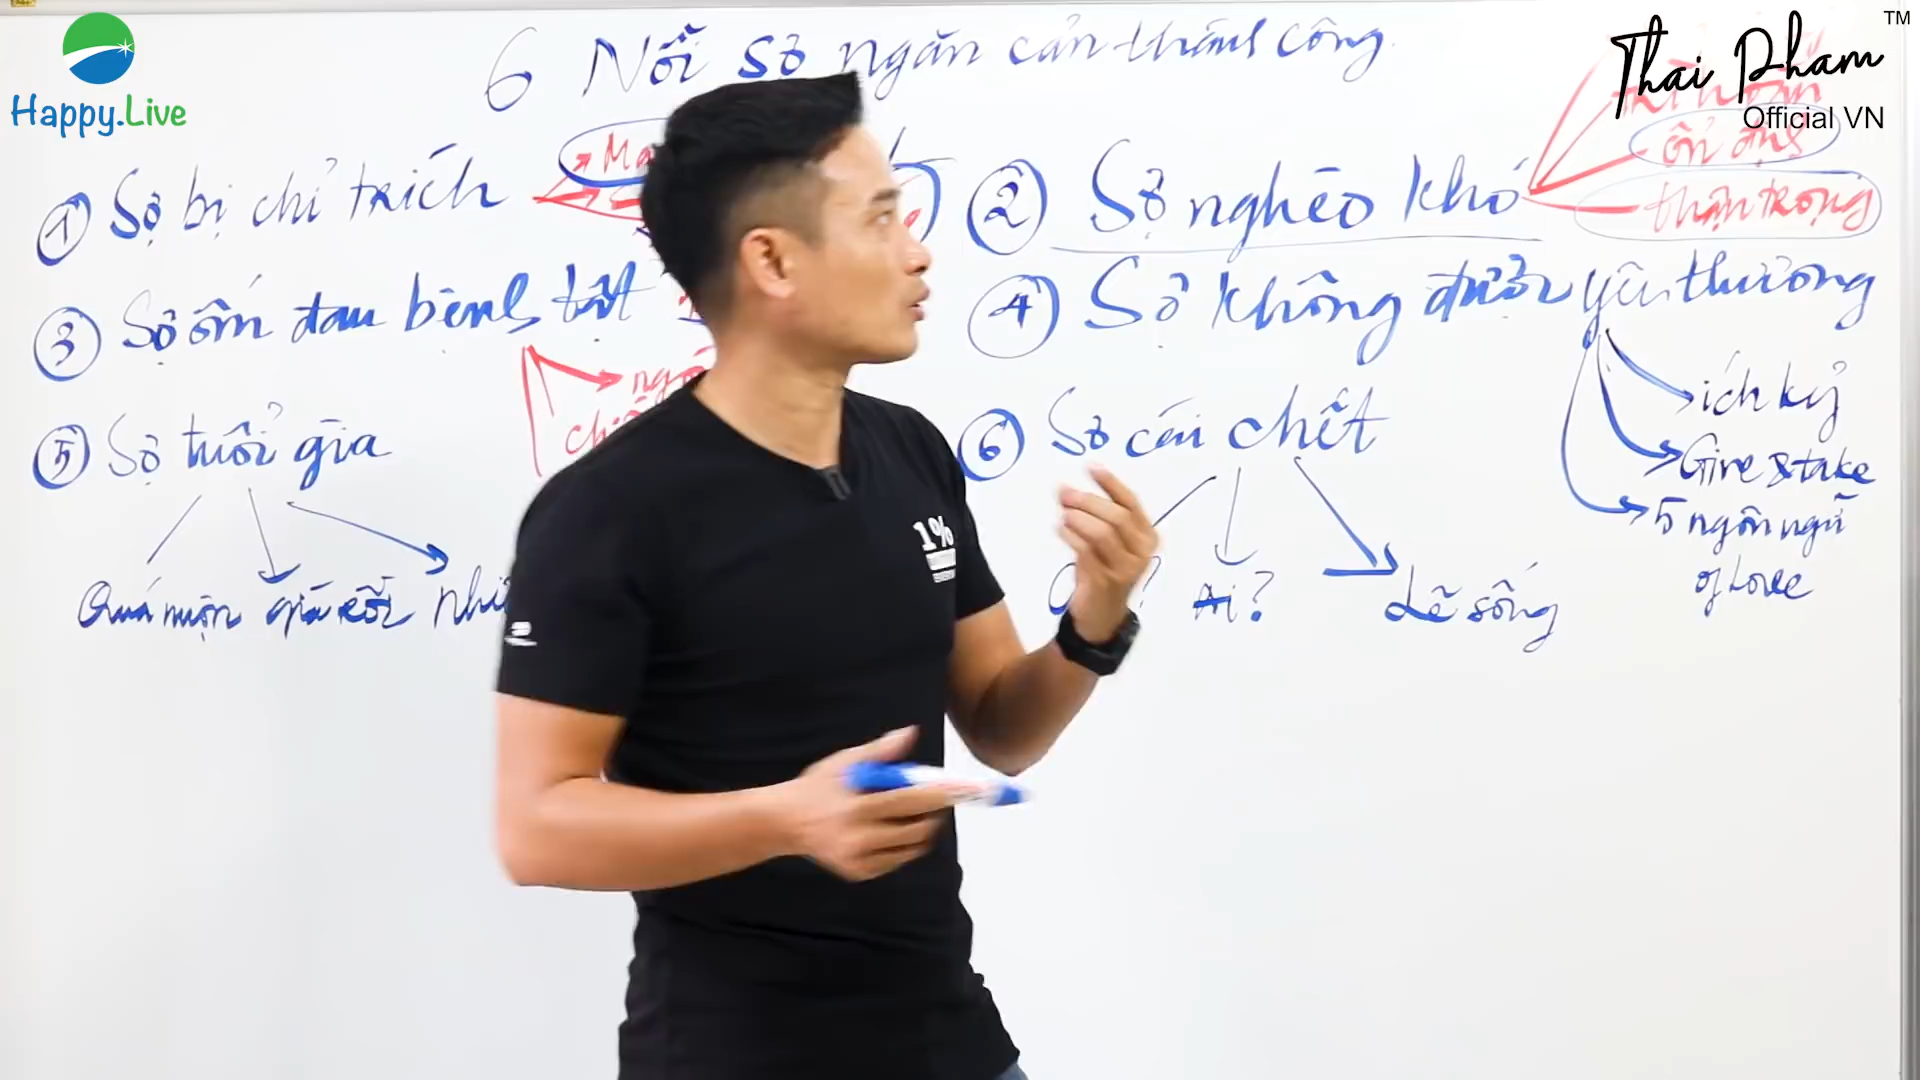 Happy.Live
Thai Pham
TM
Official VN
6 Nỗi sợ ngăn cản thành công
① Sợ bị chỉ trích
② Sợ nghèo khó
trì hoãn
ổn định
thận trọng
③ Sợ ốm đau bệnh tật
④ Sợ không được yêu thương
ích kỷ
Give & take
5 ngôn ngữ
of Love
⑤ Sợ tuổi già
Quá muộn già rồi
⑥ Sợ cái chết
Ai?
Lẽ sống
1%